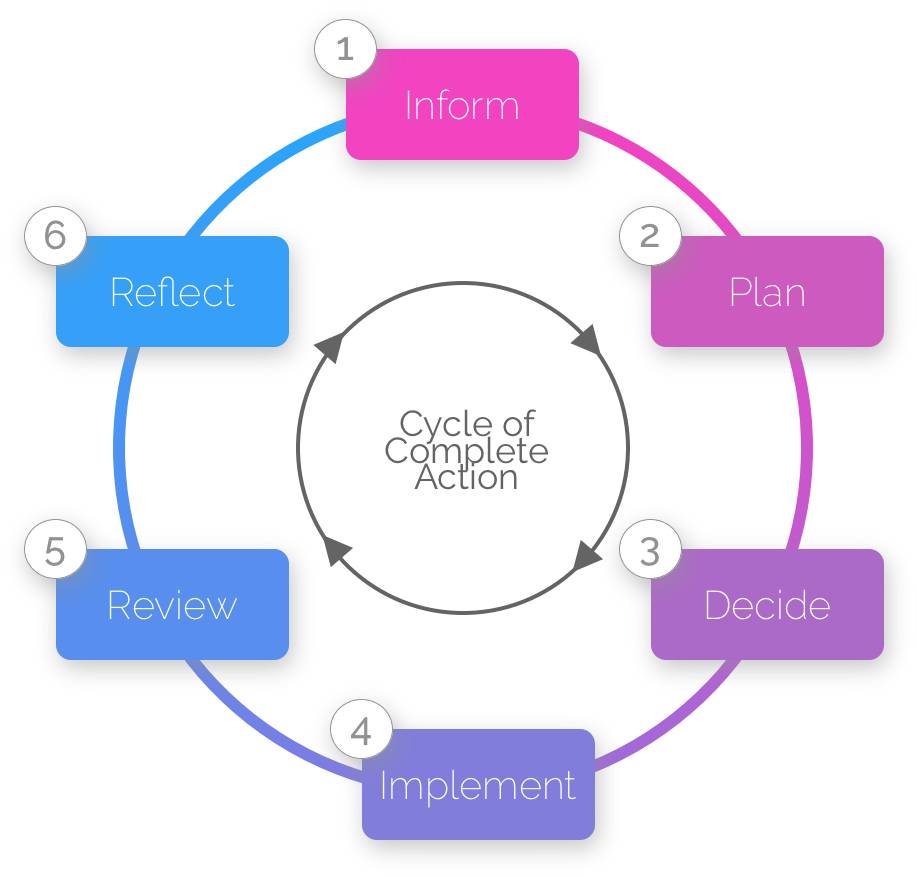 1
Inform
2
Plan
3
Decide
4
Implement
5
Review
6
Reflect
Cycle of
Complete
Action